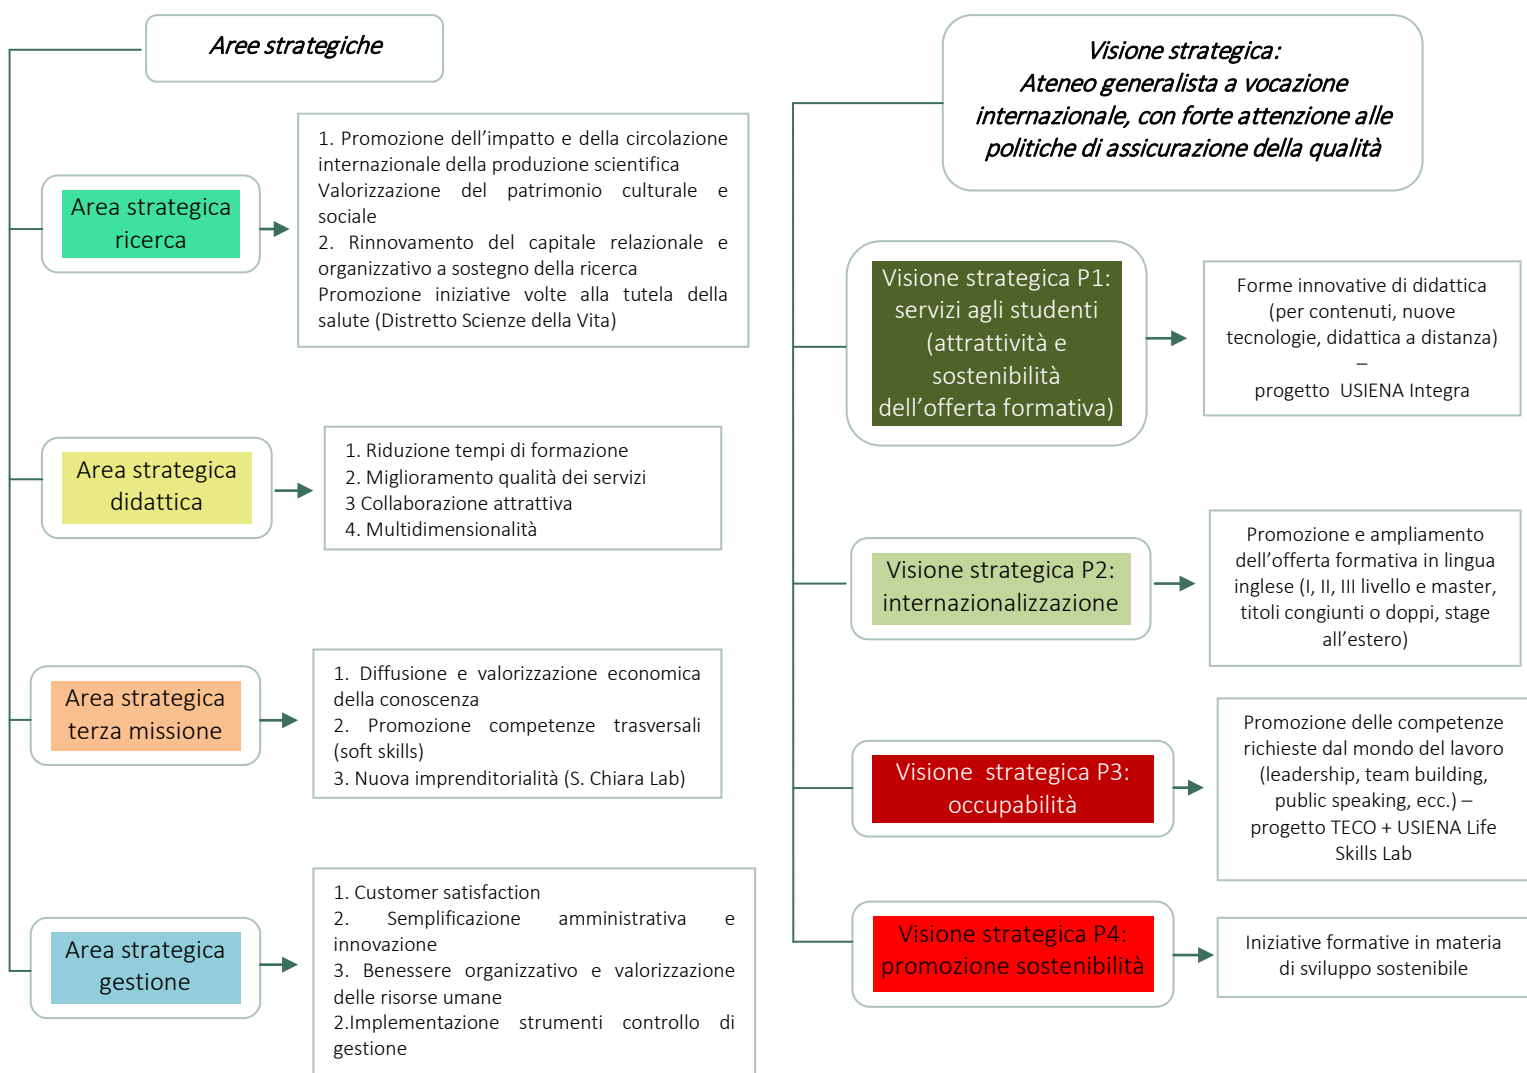 Aree strategiche
Area strategica
ricerca
1. Promozione dell'impatto e della circolazione
internazionale della produzione scientifica
Valorizzazione del patrimonio culturale e
sociale
2. Rinnovamento del capitale relazionale e
organizzativo a sostegno della ricerca
Promozione iniziative volte alla tutela della
salute (Distretto Scienze della Vita)
Area strategica
didattica
1. Riduzione tempi di formazione
2. Miglioramento qualità dei servizi
3 Collaborazione attrattiva
4. Multidimensionalità
Area strategica
terza missione
1. Diffusione e valorizzazione economica
della conoscenza
2. Promozione competenze trasversali
(soft skills)
3. Nuova imprenditorialità (S. Chiara Lab)
Area strategica
gestione
1. Customer satisfaction
2. Semplificazione amministrativa e
innovazione
3. Benessere organizzativo e valorizzazione
delle risorse umane
2.Implementazione strumenti controllo di
gestione
Visione strategica:
Ateneo generalista a vocazione
internazionale, con forte attenzione alle
politiche di assicurazione della qualità
Visione strategica P1:
servizi agli studenti
(attrattività e
sostenibilità
dell'offerta formativa)
Forme innovative di didattica
(per contenuti, nuove
tecnologie, didattica a distanza)
–
progetto USIENA Integra
Visione strategica P2:
internazionalizzazione
Promozione e ampliamento
dell'offerta formativa in lingua
inglese (I, II, III livello e master,
titoli congiunti o doppi, stage
all'estero)
Visione strategica P3:
occupabilità
Promozione delle competenze
richieste dal mondo del lavoro
(leadership, team building,
public speaking, ecc.) –
progetto TECO + USIENA Life
Skills Lab
Visione strategica P4:
promozione sostenibilità
Iniziative formative in materia
di sviluppo sostenibile